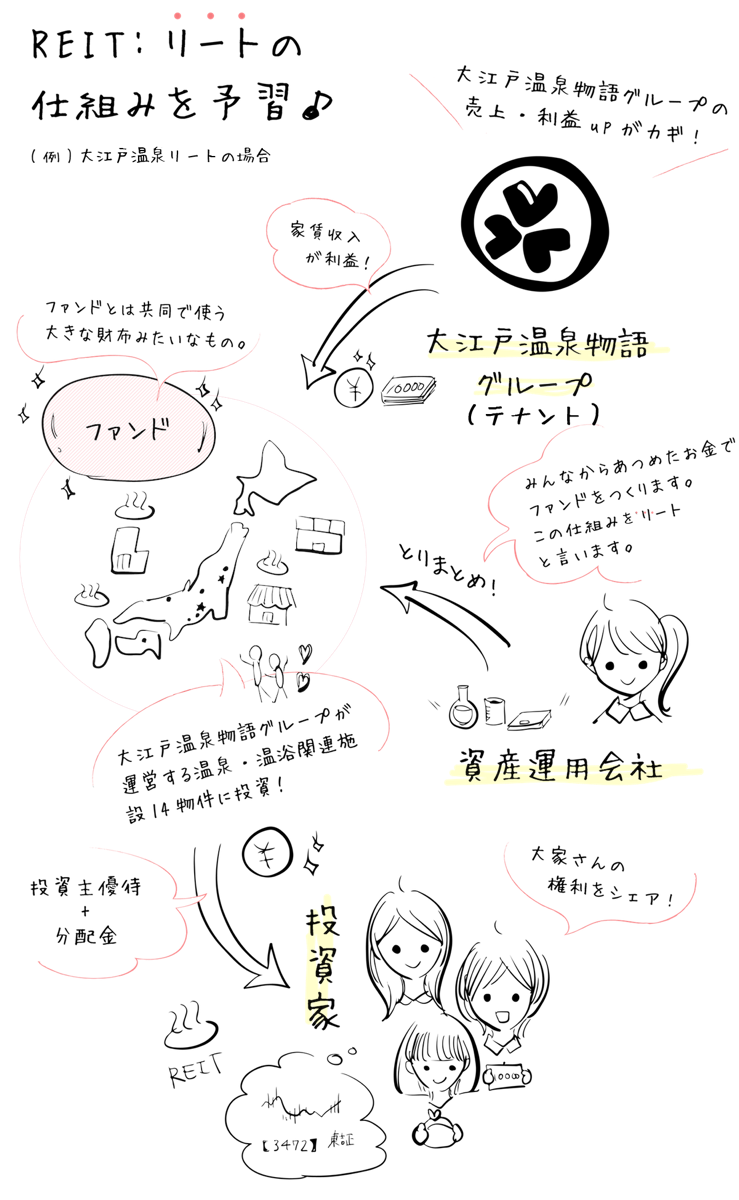 REIT:リートの
仕組みを予習♪
(例)大江戸温泉リートの場合
大江戸温泉物語グループの
売上・利益upがカギ!
家賃収入
が利益!
ファンドとは共同で使う
大きな財布みたいなもの。
ファンド
¥
10000
大江戸温泉物語
グループ
(テナント)
みんなからあつめたお金で
ファンドをつくります。
この仕組みをリート
と言います。
とりまとめ!
資産運用会社
大江戸温泉物語グループが
運営する温泉・温浴関連施
設14物件に投資!
¥
投資主優待
+
分配金
投資家
大家さんの
権利をシェア!
REIT
【3472】東証